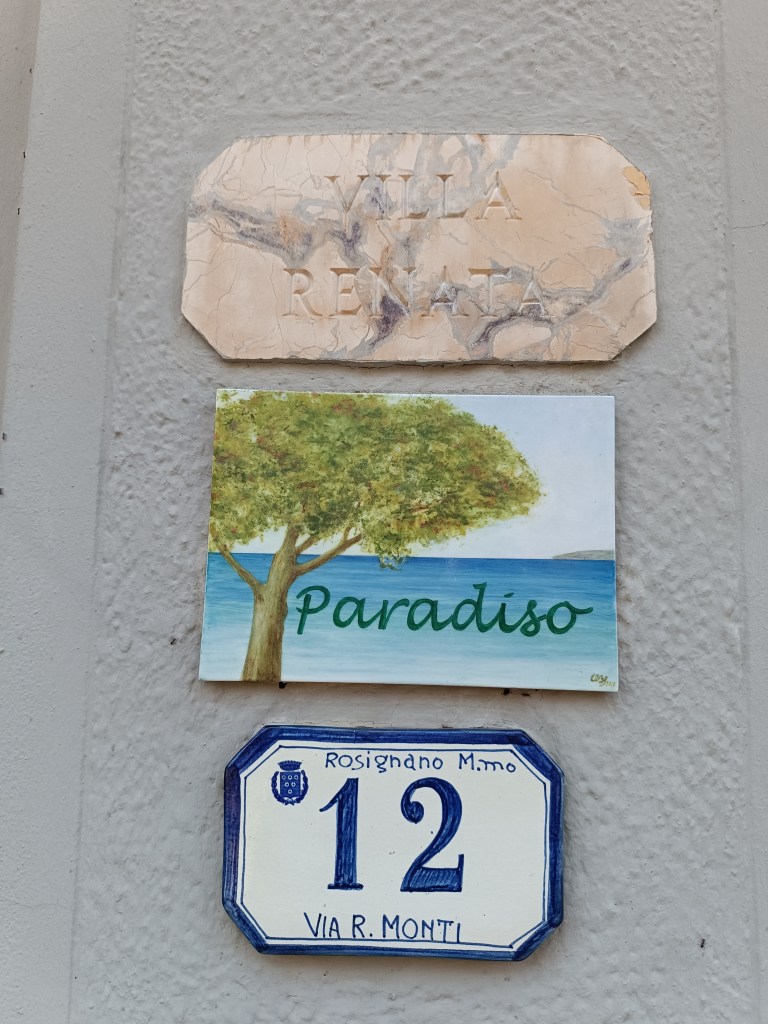 VILLA
RENATA
Paradiso
Rosignano M.mo
12
VIA R. MONTI